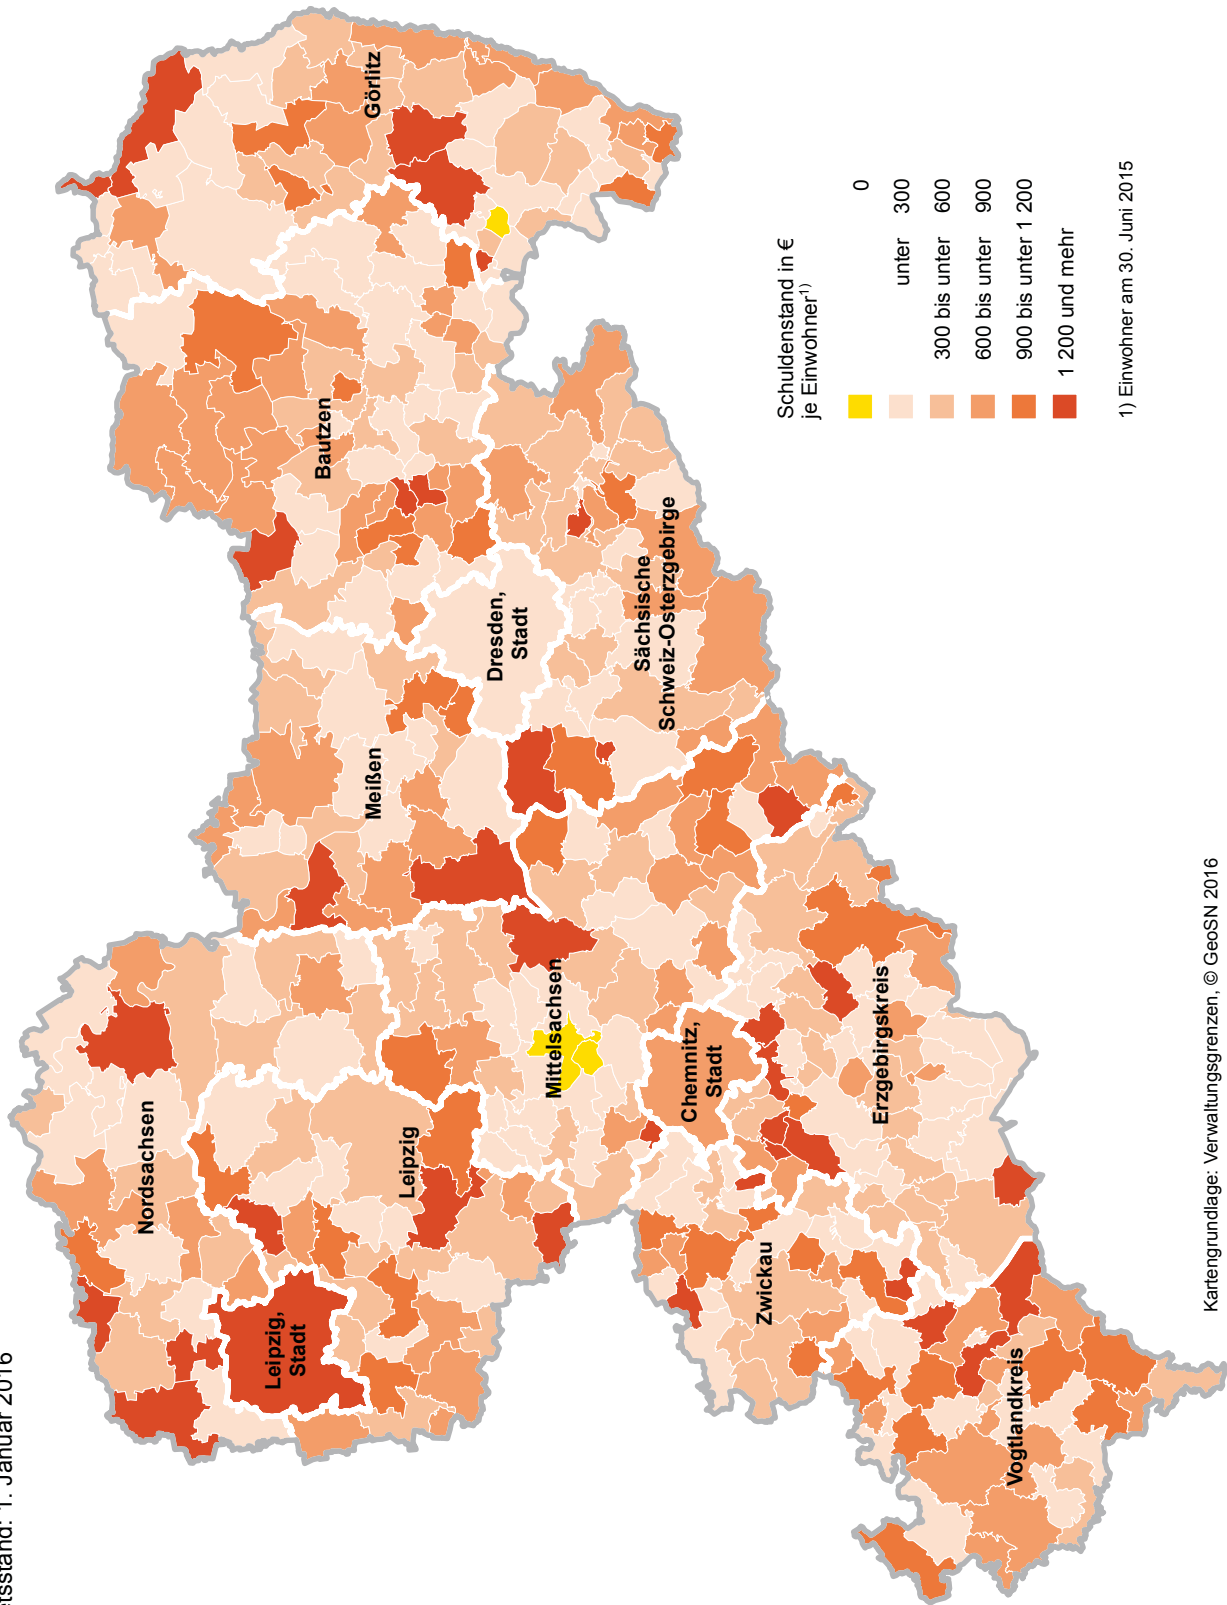 1. Januar 2016
Görlitz
Bautzen
Dresden,
Stadt
Sächsische
Schweiz-Osterzgebirge
Meißen
Nordsachsen
Leipzig
Leipzig,
Stadt
Mittelsachsen
Chemnitz,
Stadt
Erzgebirgskreis
Zwickau
Vogtlandkreis
Schuldenstand in €
je Einwohner1)
0
unter 300
300 bis unter 600
600 bis unter 900
900 bis unter 1 200
1 200 und mehr
1) Einwohner am 30. Juni 2015
Kartengrundlage: Verwaltungsgrenzen, © GeoSN 2016